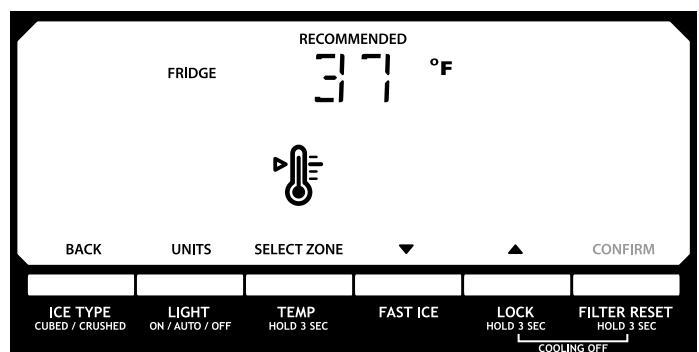 RECOMMENDED
FRIDGE 37 °F
BACK UNITS SELECT ZONE ▼ ▲ CONFIRM
ICE TYPE LIGHT TEMP FAST ICE LOCK FILTER RESET
CUBED / CRUSHED ON / AUTO / OFF HOLD 3 SEC HOLD 3 SEC HOLD 3 SEC
COOLING OFF